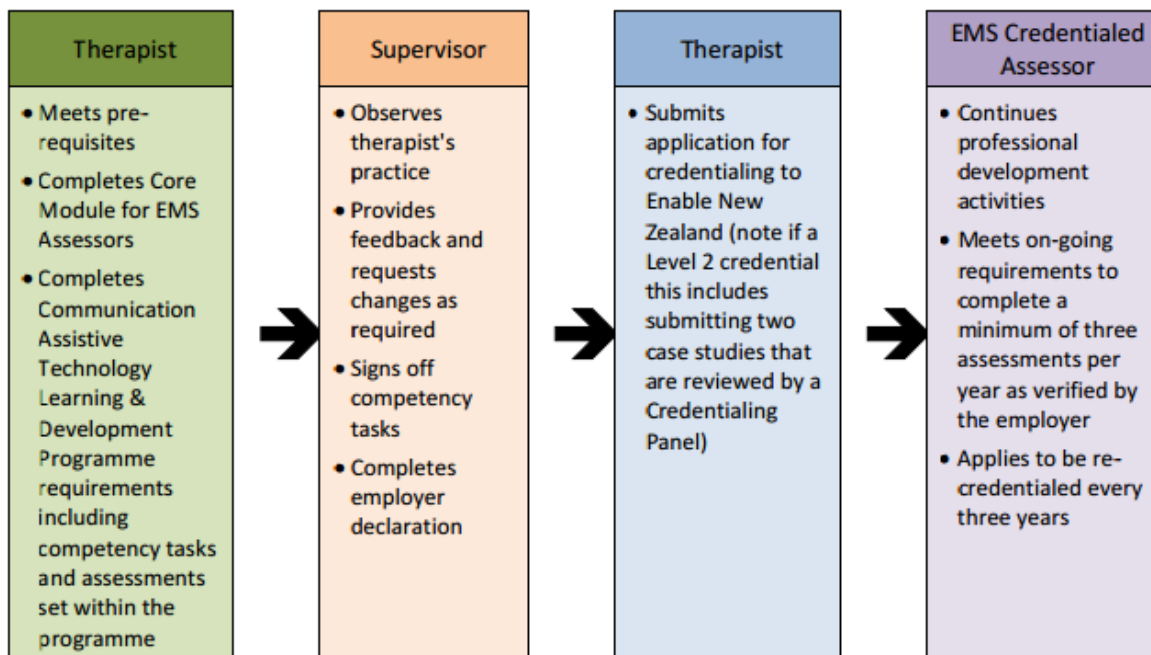 Therapist
• Meets pre-
requisites
• Completes Core
Module for EMS
Assessors
• Completes
Communication
Assistive
Technology
Learning &
Development
Programme
requirements
including
competency tasks
and assessments
set within the
programme
Supervisor
• Observes
therapist's
practice
• Provides
feedback and
requests
changes as
required
• Signs off
competency
tasks
• Completes
employer
declaration
Therapist
• Submits
application for
credentialing to
Enable New
Zealand (note if a
Level 2 credential
this includes
submitting two
case studies that
are reviewed by a
Credentialing
Panel)
EMS Credentialed
Assessor
• Continues
professional
development
activities
• Meets on-going
requirements to
complete a
minimum of three
assessments per
year as verified by
the employer
• Applies to be re-
credentialed every
three years